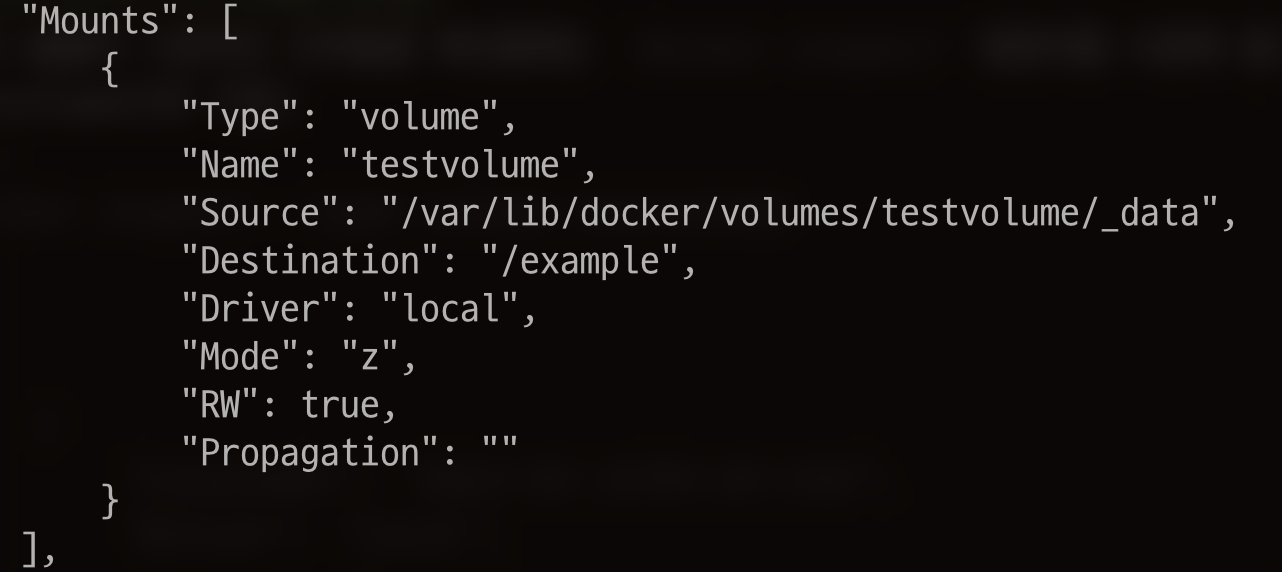 "Mounts": [
{
"Type": "volume",
"Name": "testvolume",
"Source": "/var/lib/docker/volumes/testvolume/_data",
"Destination": "/example",
"Driver": "local",
"Mode": "z",
"RW": true,
"Propagation": ""
}
],